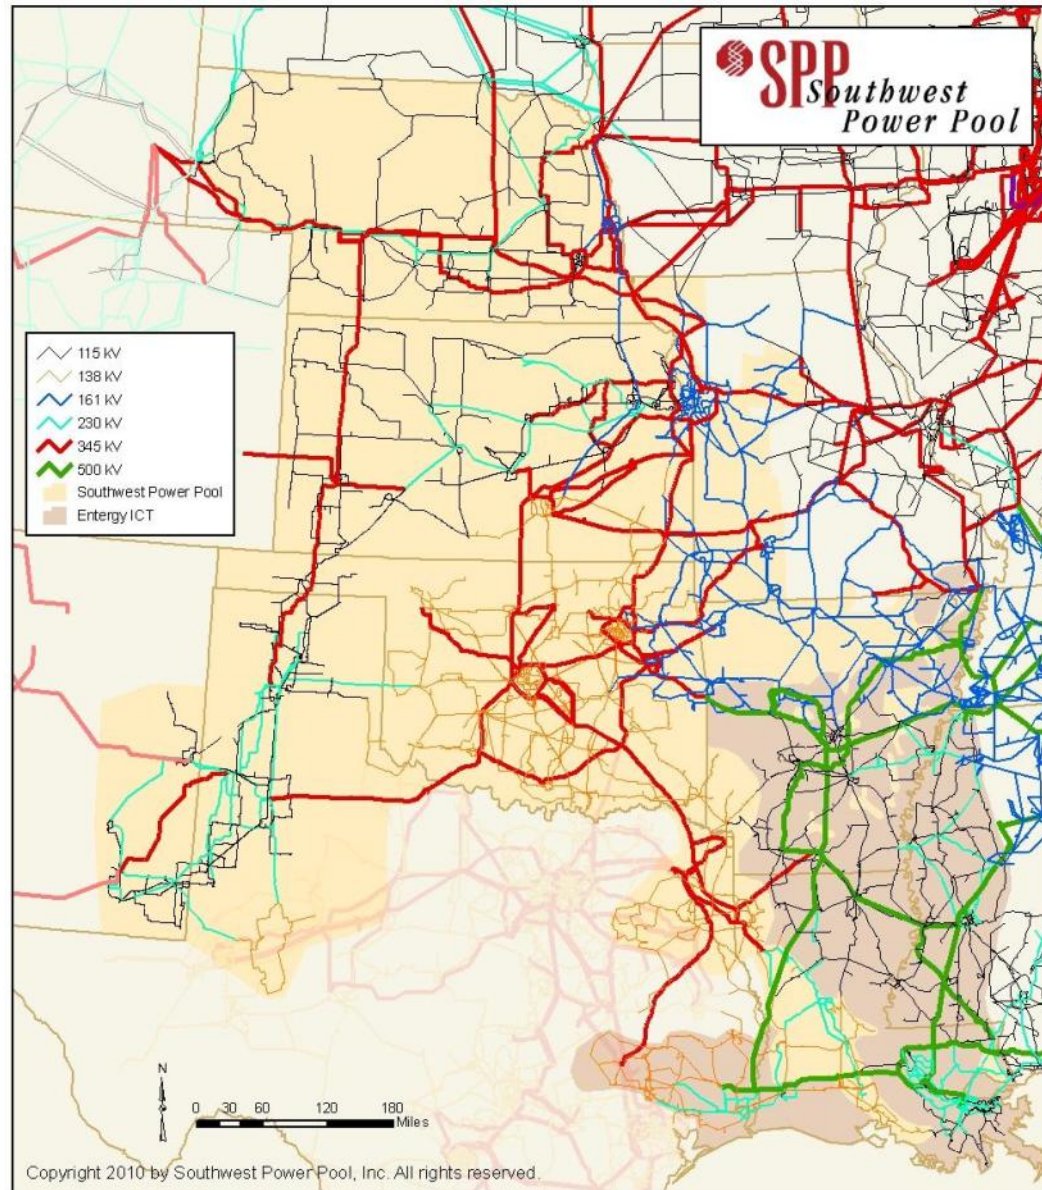 SPP Southwest
Power Pool
115 kV
138 kV
161 kV
230 kV
345 kV
500 kV
Southwest Power Pool
Entergy ICT
N
0 30 60 120 180
Miles
Copyright 2010 by Southwest Power Pool, Inc. All rights reserved.